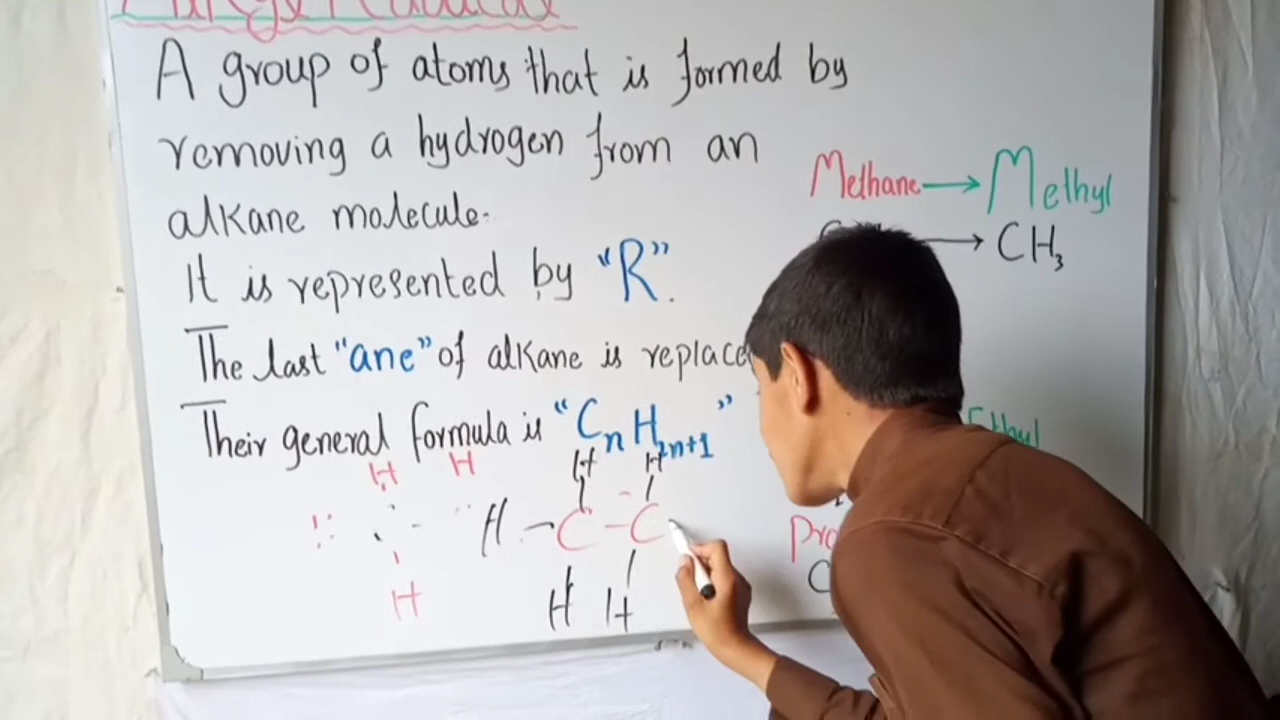 A group of atoms that is formed by
removing a hydrogen from an
alkane molecule.
It is represented by "R".
The last "ane" of alkane is replace
Their general formula is "CnH2n+1"
H H
H
H H
H - C - C
H H
Methane → Methyl
→ CH3
Ethyl